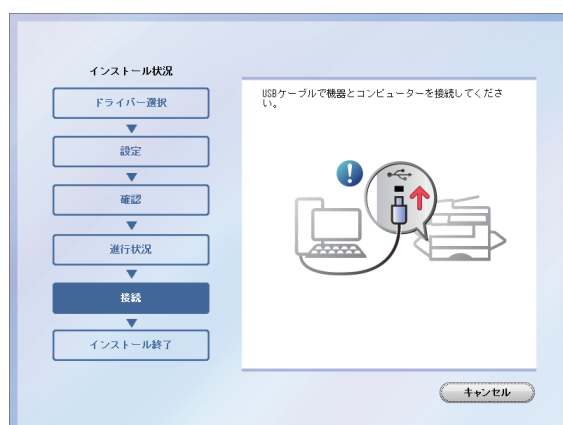 インストール状況
ドライバー選択
設定
確認
進行状況
接続
インストール終了
USBケーブルで機器とコンピューターを接続してくださ
い。
キャンセル